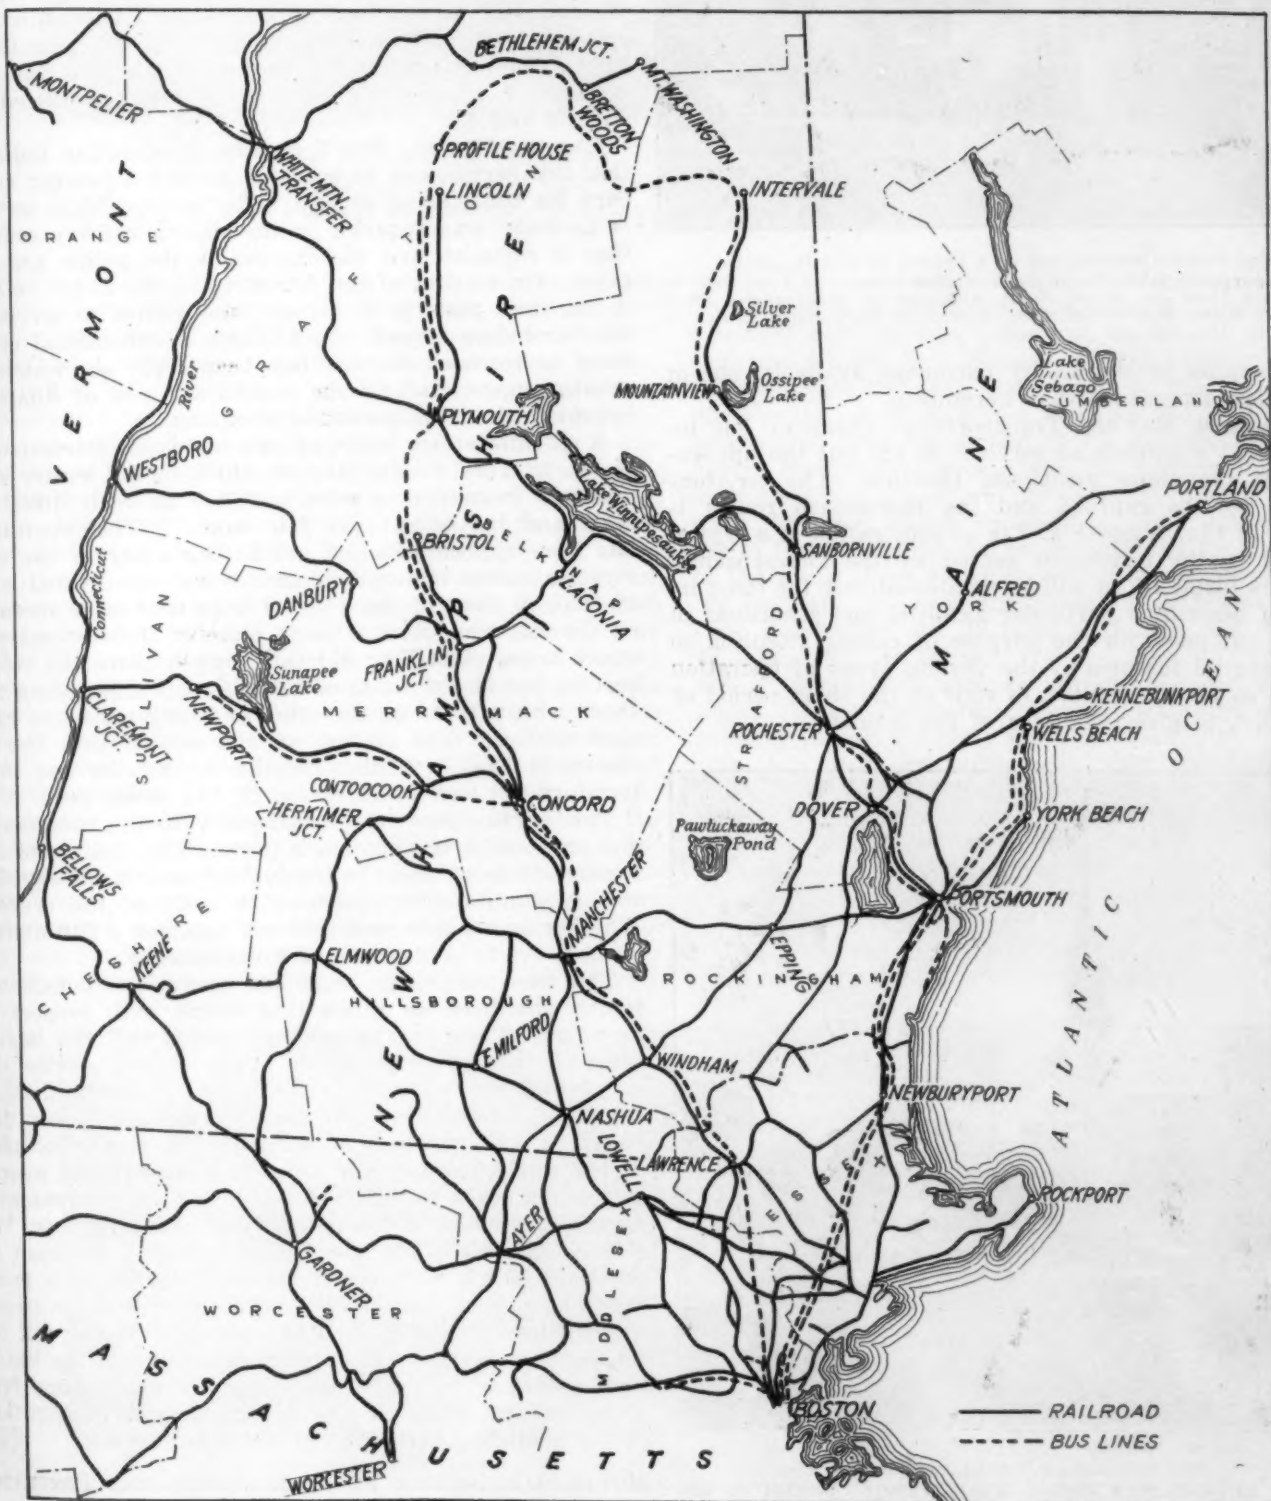 BETHLEHEM JCT.
MONTPELIER
MT. WASHINGTON
BRETTON
WOODS
WHITE MTN.
TRANSFER
PROFILE HOUSE
LINCOLN
INTERVALE
VERMONT
ORANGE
GRAFTON
NEW HAMPSHIRE
Silver
Lake
MOUNTAINVIEW
Ossipee
Lake
Lake
Sebago
CUMBERLAND
MAINE
River
Connecticut
PLYMOUTH
WESTBORO
Lake Winnipesaukee
PORTLAND
BRISTOL
BELKNAP
SANBORNVILLE
DANBURY
LACONIA
ALFRED
YORK
SULLIVAN
FRANKLIN
JCT.
STRAFFORD
Sunapee
Lake
MERRIMACK
KENNEBUNKPORT
CLAREMONT
JCT.
NEWPORT
ROCHESTER
WELLS BEACH
CONTOOCOOK
CONCORD
HERKIMER
JCT.
DOVER
YORK BEACH
Pawtuckaway
Pond
BELLOWS
FALLS
MANCHESTER
PORTSMOUTH
CHESHIRE
KEENE
ELMWOOD
EPPING
ROCKINGHAM
HILLSBOROUGH
E. MILFORD
WINDHAM
ATLANTIC OCEAN
NEWBURYPORT
NASHUA
LOWELL
LAWRENCE
ESSEX
ROCKPORT
AYER
GARDNER
MIDDLESEX
WORCESTER
MASSACHUSETTS
BOSTON
RAILROAD
BUS LINES
WORCESTER